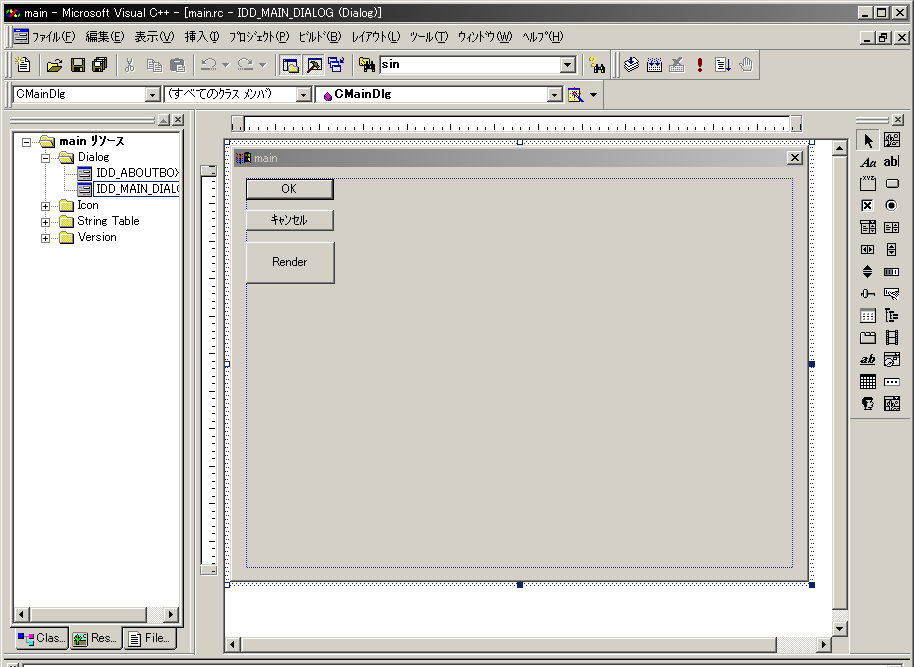 main - Microsoft Visual C++ - [main.rc - IDD_MAIN_DIALOG (Dialog)]
ﾌｧｲﾙ(F) 編集(E) 表示(V) 挿入(I) ﾌﾟﾛｼﾞｪｸﾄ(P) ﾋﾞﾙﾄﾞ(B) ﾚｲｱｳﾄ(L) ﾂｰﾙ(T) ｳｨﾝﾄﾞｳ(W) ﾍﾙﾌﾟ(H)
sin
CMainDlg (すべてのｸﾗｽ ﾒﾝﾊﾞ) CMainDlg
main ﾘｿｰｽ
Dialog
IDD_ABOUTBOX
IDD_MAIN_DIALO
Icon
String Table
Version
Clas... Res... File...
main
OK
ｷｬﾝｾﾙ
Render
Aa ab|
xyz
ab